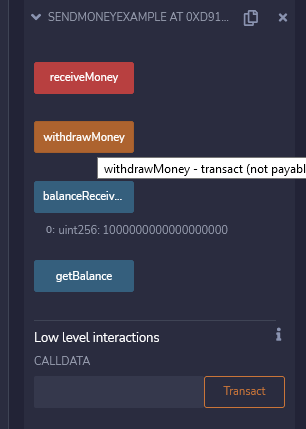 SENDMONEYEXAMPLE AT 0XD91...
receiveMoney
withdrawMoney
withdrawMoney - transact (not payabl
balanceReceiv...
0: uint256: 1000000000000000000
getBalance
Low level interactions
CALLDATA
Transact